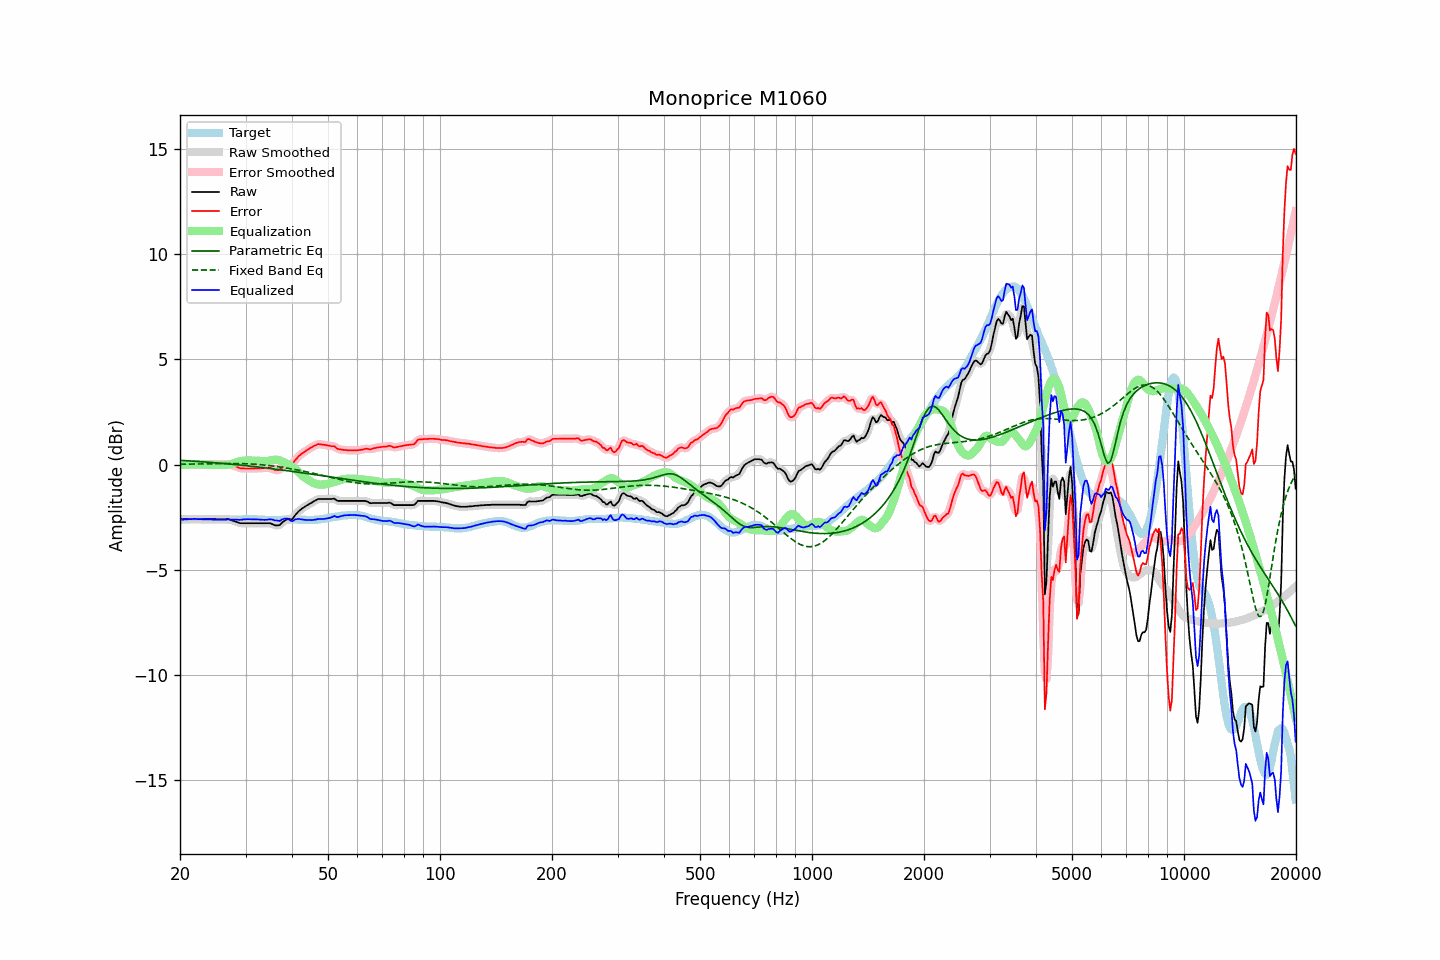 Monoprice M1060
Target
Raw Smoothed
Error Smoothed
Raw
Error
Equalization
Parametric Eq
Fixed Band Eq
Equalized
15
10
5
0
−5
−10
−15
Amplitude (dBr)
20 50 100 200 500 1000 2000 5000 10000 20000
Frequency (Hz)